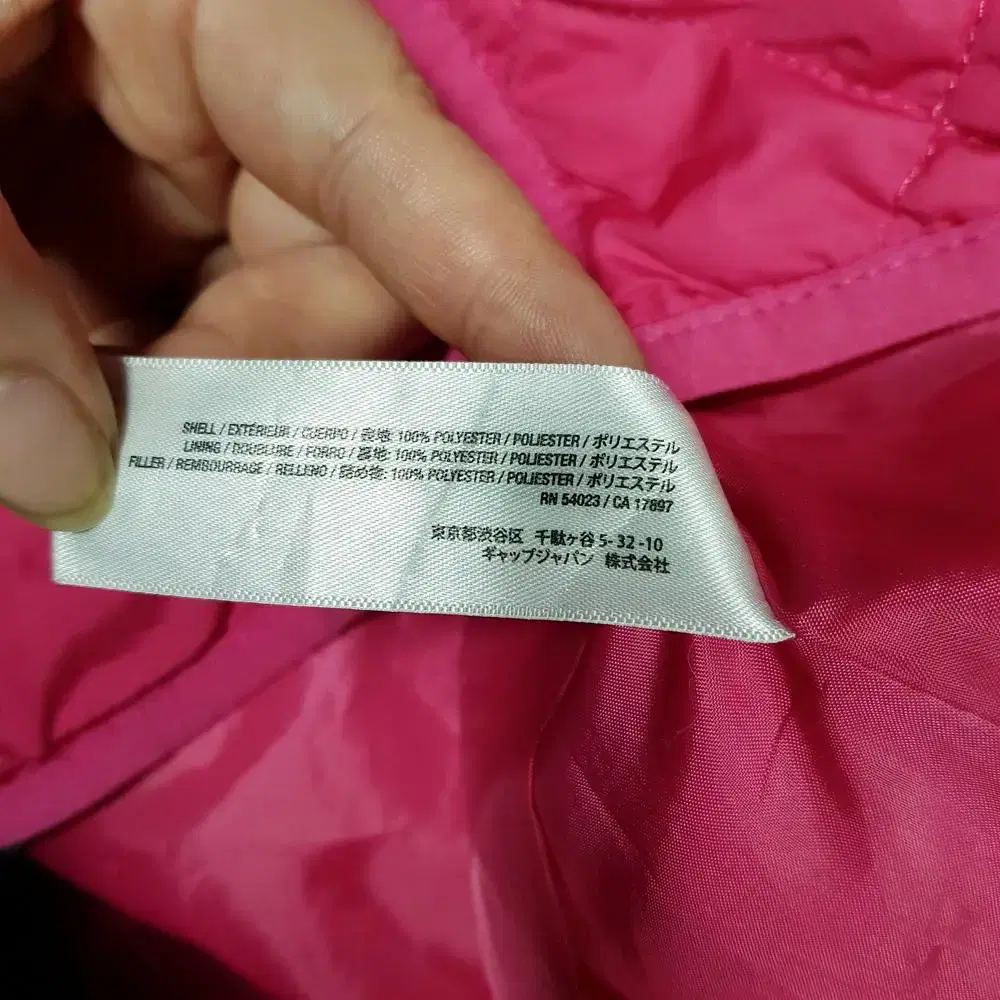 SHELL / EXTÉRIEUR / CUERPO / 表地: 100% POLYESTER / POLIESTER / ポリエステル
LINING / DOUBLURE / FORRO / 裏地: 100% POLYESTER / POLIESTER / ポリエステル
FILLER / REMBOURRAGE / RELLENO / 詰め物: 100% POLYESTER / POLIESTER / ポリエステル
RN 54023 / CA 17897
東京都渋谷区 千駄ヶ谷 5-32-10
ギャップジャパン 株式会社